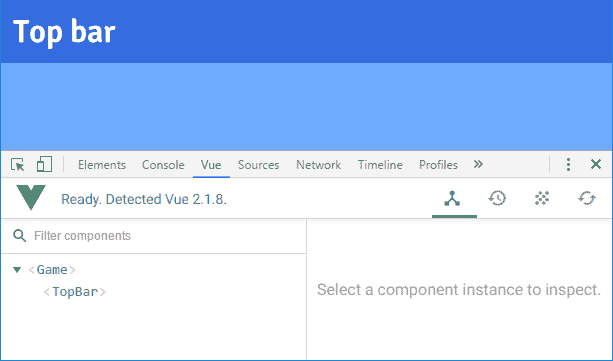 Top bar
Elements Console Vue Sources Network Timeline Profiles »
Ready. Detected Vue 2.1.8.
Filter components
<Game>
<TopBar>
Select a component instance to inspect.